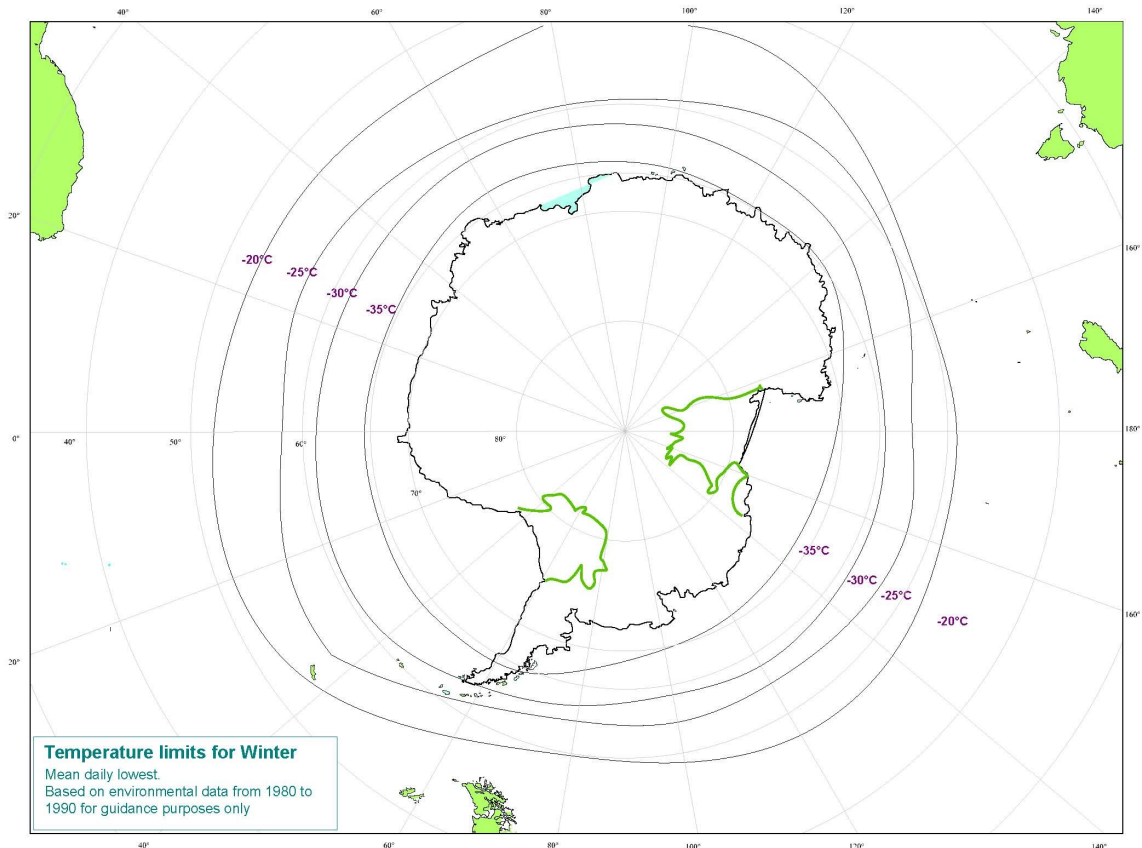 40°
60°
80°
100°
120°
140°
20°
160°
-20°C
-25°C
-30°C
-35°C
0°
40°
50°
60°
80°
180°
70°
-35°C
-30°C
-25°C
-20°C
160°
20°
Temperature limits for Winter
Mean daily lowest.
Based on environmental data from 1980 to
1990 for guidance purposes only
40°
60°
80°
100°
120°
140°